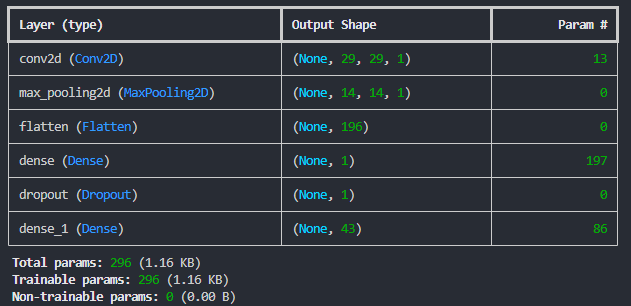 Layer (type) Output Shape Param #
conv2d (Conv2D) (None, 29, 29, 1) 13
max_pooling2d (MaxPooling2D) (None, 14, 14, 1) 0
flatten (Flatten) (None, 196) 0
dense (Dense) (None, 1) 197
dropout (Dropout) (None, 1) 0
dense_1 (Dense) (None, 43) 86
Total params: 296 (1.16 KB)
Trainable params: 296 (1.16 KB)
Non-trainable params: 0 (0.00 B)